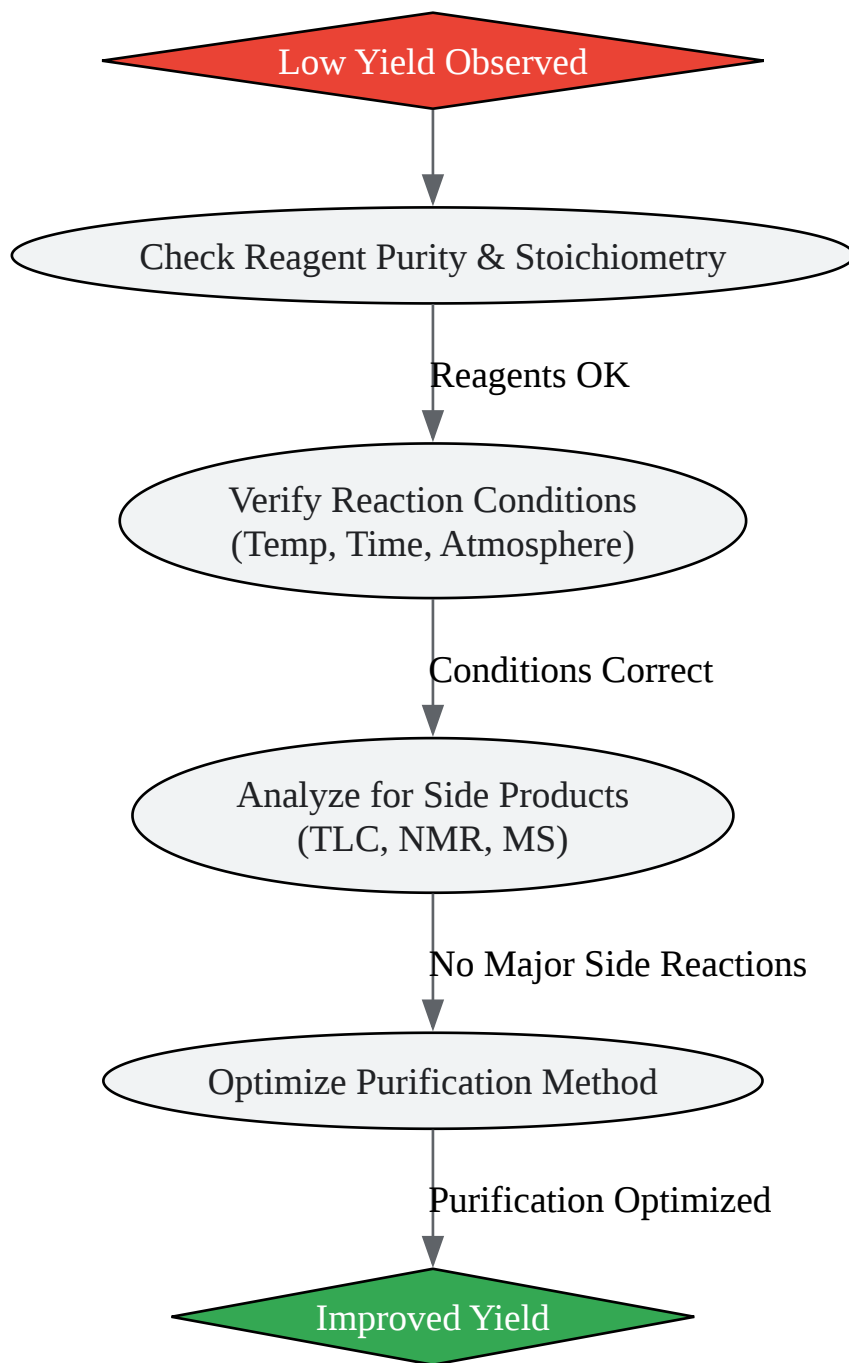 Low Yield Observed
Check Reagent Purity & Stoichiometry
Reagents OK
Verify Reaction Conditions
(Temp, Time, Atmosphere)
Conditions Correct
Analyze for Side Products
(TLC, NMR, MS)
No Major Side Reactions
Optimize Purification Method
Purification Optimized
Improved Yield